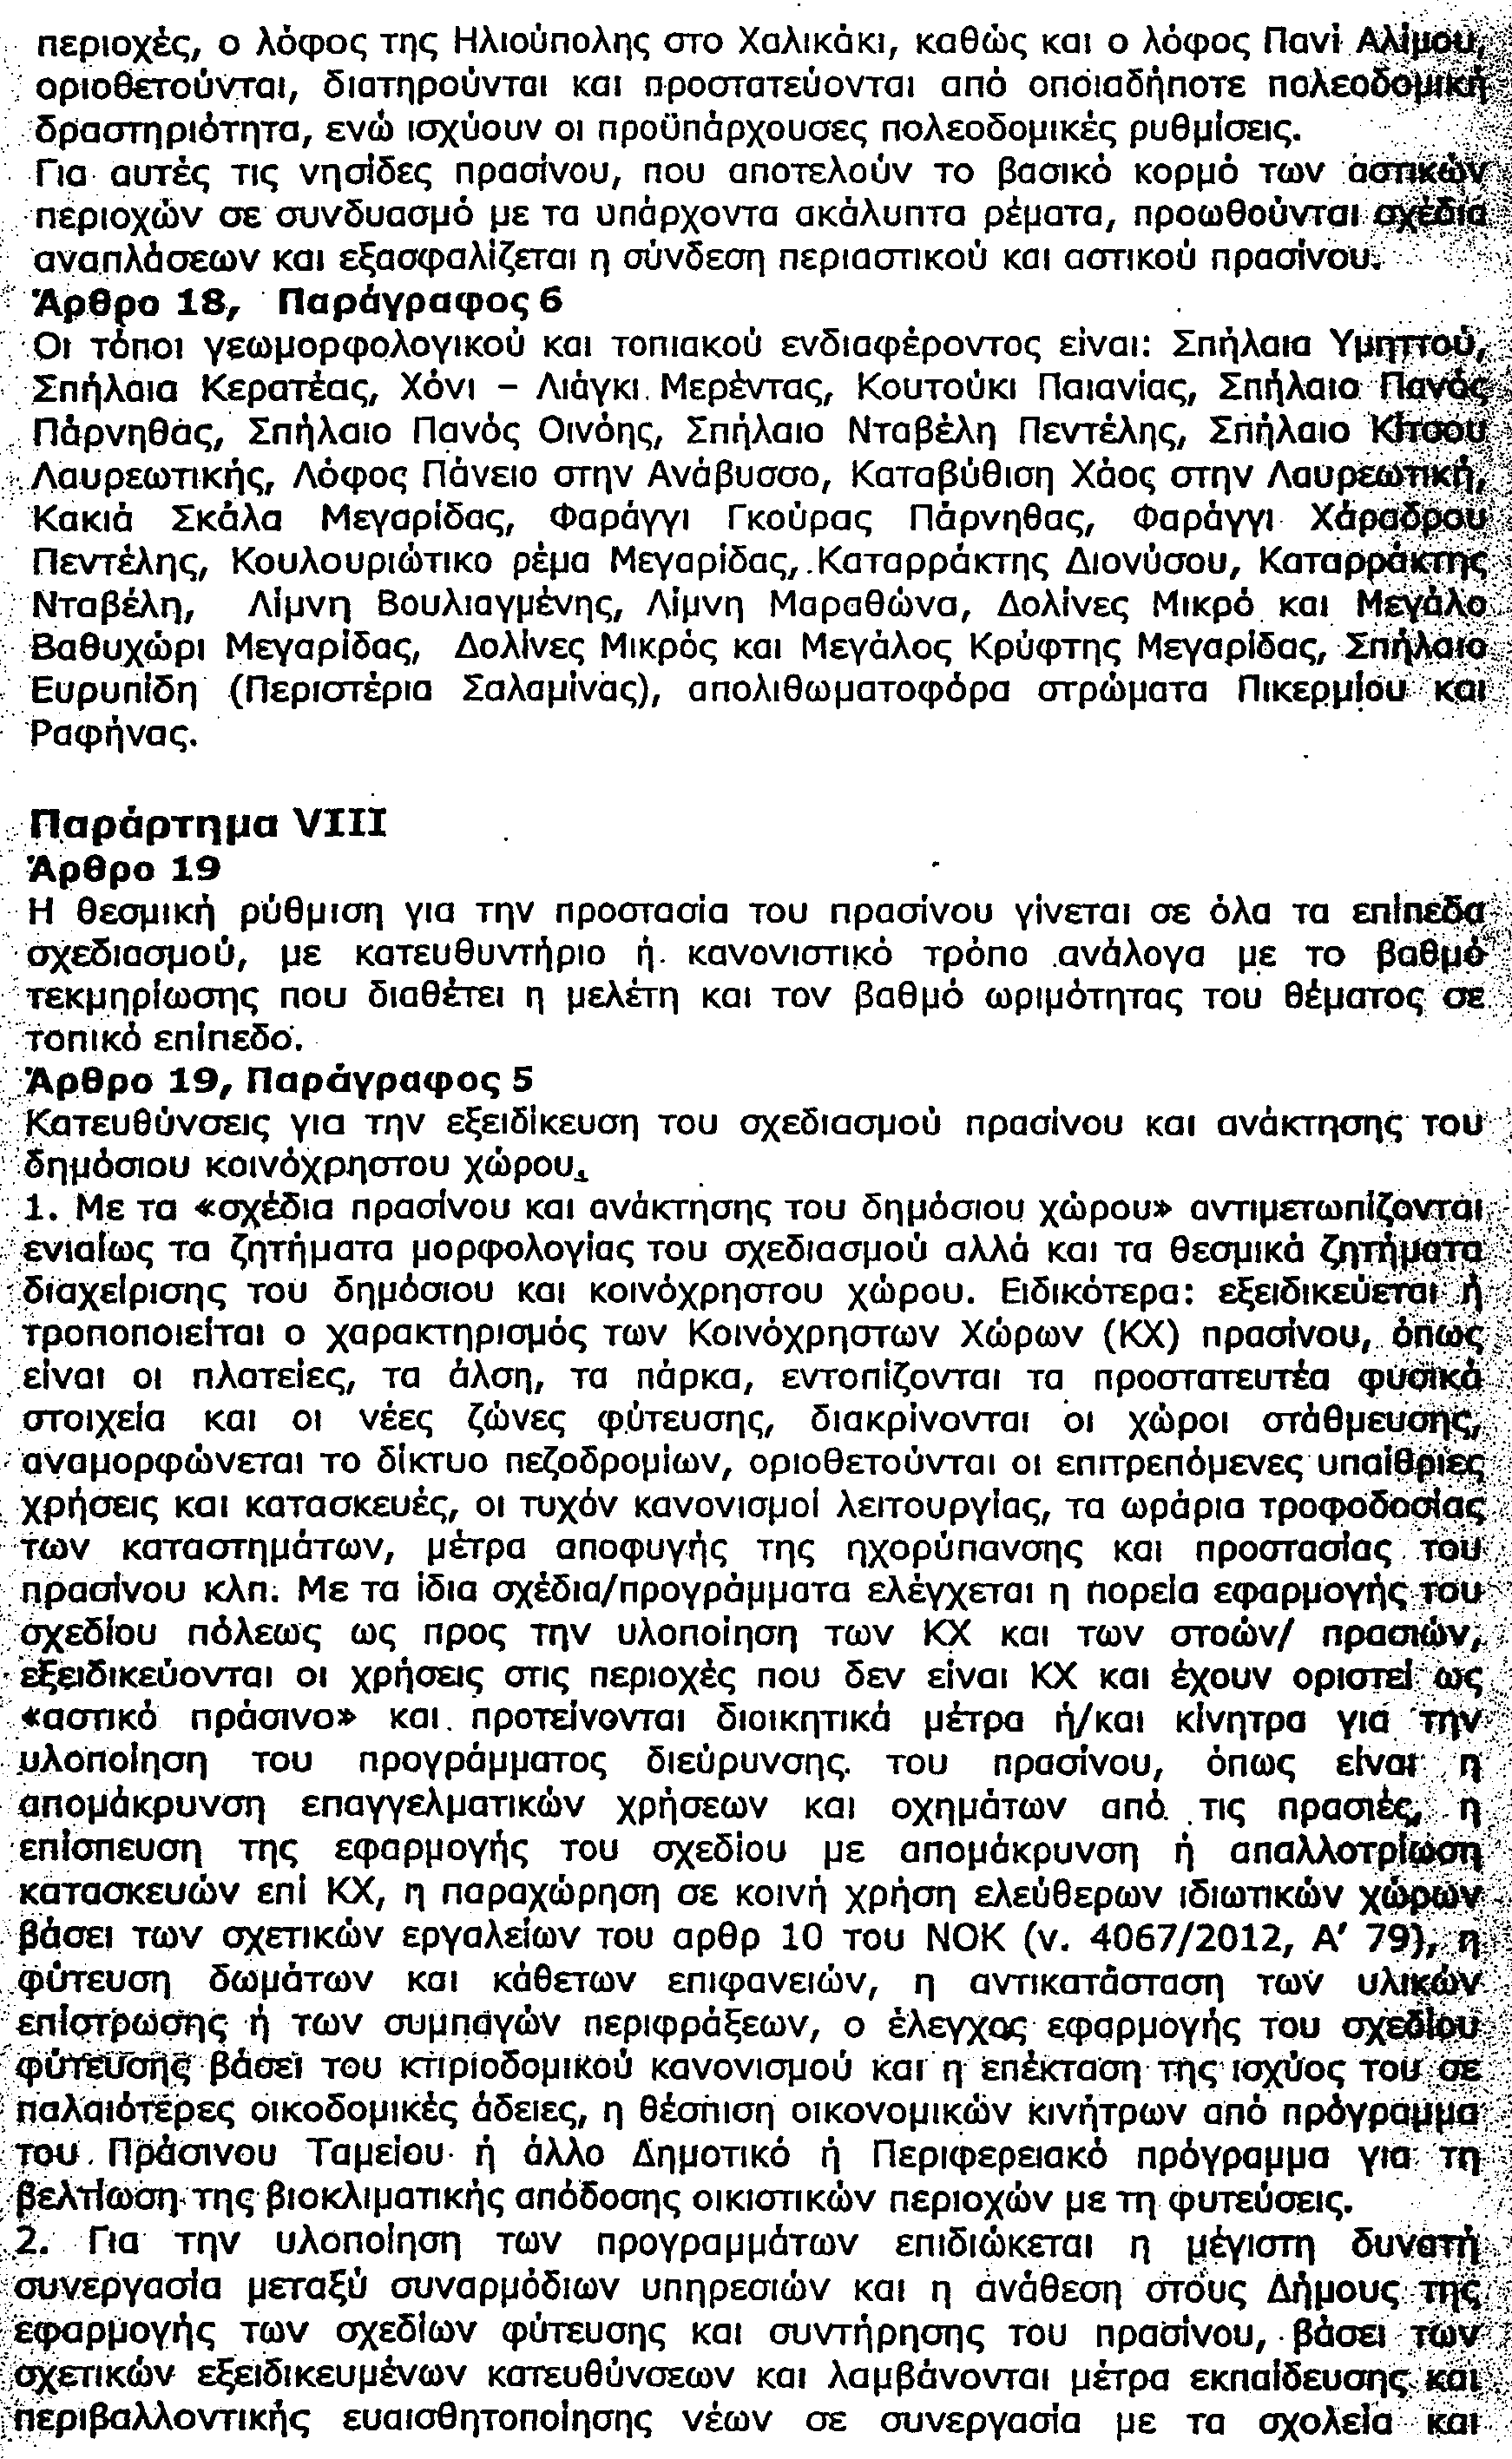 περιοχές, ο λόφος της Ηλιούπολης στο Χαλικάκι, καθώς και ο λόφος Πανί Αλίμου,
οριοθετούνται, διατηρούνται και προστατεύονται από οποιαδήποτε πολεοδομική
δραστηριότητα, ενώ ισχύουν οι προϋπάρχουσες πολεοδομικές ρυθμίσεις.
Για αυτές τις νησίδες πρασίνου, που αποτελούν το βασικό κορμό των αστικών
περιοχών σε συνδυασμό με τα υπάρχοντα ακάλυπτα ρέματα, προωθούνται σχέδια
αναπλάσεων και εξασφαλίζεται η σύνδεση περιαστικού και αστικού πρασίνου.
Άρθρο 18, Παράγραφος 6
Οι τόποι γεωμορφολογικού και τοπιακού ενδιαφέροντος είναι: Σπήλαια Υμηττού,
Σπήλαια Κερατέας, Χόνι – Λιάγκι Μερέντας, Κουτούκι Παιανίας, Σπήλαιο Πανός
Πάρνηθας, Σπήλαιο Πανός Οινόης, Σπήλαιο Νταβέλη Πεντέλης, Σπήλαιο Κίτσου
Λαυρεωτικής, Λόφος Πάνειο στην Ανάβυσσο, Καταβύθιση Χάος στην Λαυρεωτική,
Κακιά Σκάλα Μεγαρίδας, Φαράγγι Γκούρας Πάρνηθας, Φαράγγι Χάραδρου
Πεντέλης, Κουλουριώτικο ρέμα Μεγαρίδας, Καταρράκτης Διονύσου, Καταρράκτης
Νταβέλη, Λίμνη Βουλιαγμένης, Λίμνη Μαραθώνα, Δολίνες Μικρό και Μεγάλο
Βαθυχώρι Μεγαρίδας, Δολίνες Μικρός και Μεγάλος Κρύφτης Μεγαρίδας, Σπήλαιο
Ευρυπίδη (Περιστέρια Σαλαμίνας), απολιθωματοφόρα στρώματα Πικερμίου και
Ραφήνας.
Παράρτημα VIII
Άρθρο 19
Η θεσμική ρύθμιση για την προστασία του πρασίνου γίνεται σε όλα τα επίπεδα
σχεδιασμού, με κατευθυντήριο ή κανονιστικό τρόπο ανάλογα με το βαθμό
τεκμηρίωσης που διαθέτει η μελέτη και τον βαθμό ωριμότητας του θέματος σε
τοπικό επίπεδο.
Άρθρο 19, Παράγραφος 5
Κατευθύνσεις για την εξειδίκευση του σχεδιασμού πρασίνου και ανάκτησης του
δημόσιου κοινόχρηστου χώρου.
1. Με τα «σχέδια πρασίνου και ανάκτησης του δημόσιου χώρου» αντιμετωπίζονται
ενιαίως τα ζητήματα μορφολογίας του σχεδιασμού αλλά και τα θεσμικά ζητήματα
διαχείρισης του δημόσιου και κοινόχρηστου χώρου. Ειδικότερα: εξειδικεύεται ή
τροποποιείται ο χαρακτηρισμός των Κοινόχρηστων Χώρων (ΚΧ) πρασίνου, όπως
είναι οι πλατείες, τα άλση, τα πάρκα, εντοπίζονται τα προστατευτέα φυσικά
στοιχεία και οι νέες ζώνες φύτευσης, διακρίνονται οι χώροι στάθμευσης,
αναμορφώνεται το δίκτυο πεζοδρομίων, οριοθετούνται οι επιτρεπόμενες υπαίθριες
χρήσεις και κατασκευές, οι τυχόν κανονισμοί λειτουργίας, τα ωράρια τροφοδοσίας
των καταστημάτων, μέτρα αποφυγής της ηχορύπανσης και προστασίας του
πρασίνου κλπ. Με τα ίδια σχέδια/προγράμματα ελέγχεται η πορεία εφαρμογής του
σχεδίου πόλεως ως προς την υλοποίηση των ΚΧ και των στοών/ πρασιών,
εξειδικεύονται οι χρήσεις στις περιοχές που δεν είναι ΚΧ και έχουν οριστεί ως
«αστικό πράσινο» και προτείνονται διοικητικά μέτρα ή/και κίνητρα για την
υλοποίηση του προγράμματος διεύρυνσης του πρασίνου, όπως είναι η
απομάκρυνση επαγγελματικών χρήσεων και οχημάτων από τις πρασιές, η
επίσπευση της εφαρμογής του σχεδίου με απομάκρυνση ή απαλλοτρίωση
κατασκευών επί ΚΧ, η παραχώρηση σε κοινή χρήση ελεύθερων ιδιωτικών χώρων
βάσει των σχετικών εργαλείων του αρθρ 10 του ΝΟΚ (ν. 4067/2012, Α’ 79), η
φύτευση δωμάτων και κάθετων επιφανειών, η αντικατάσταση των υλικών
επίστρωσης ή των συμπαγών περιφράξεων, ο έλεγχος εφαρμογής του σχεδίου
φύτευσης βάσει του κτιριοδομικού κανονισμού και η επέκταση της ισχύος του σε
παλαιότερες οικοδομικές άδειες, η θέσπιση οικονομικών κινήτρων από πρόγραμμα
του Πράσινου Ταμείου ή άλλο Δημοτικό ή Περιφερειακό πρόγραμμα για τη
βελτίωση της βιοκλιματικής απόδοσης οικιστικών περιοχών με τη φυτεύσεις.
2. Για την υλοποίηση των προγραμμάτων επιδιώκεται η μέγιστη δυνατή
συνεργασία μεταξύ συναρμόδιων υπηρεσιών και η ανάθεση στους Δήμους της
εφαρμογής των σχεδίων φύτευσης και συντήρησης του πρασίνου, βάσει των
σχετικών εξειδικευμένων κατευθύνσεων και λαμβάνονται μέτρα εκπαίδευσης και
περιβαλλοντικής ευαισθητοποίησης νέων σε συνεργασία με τα σχολεία και